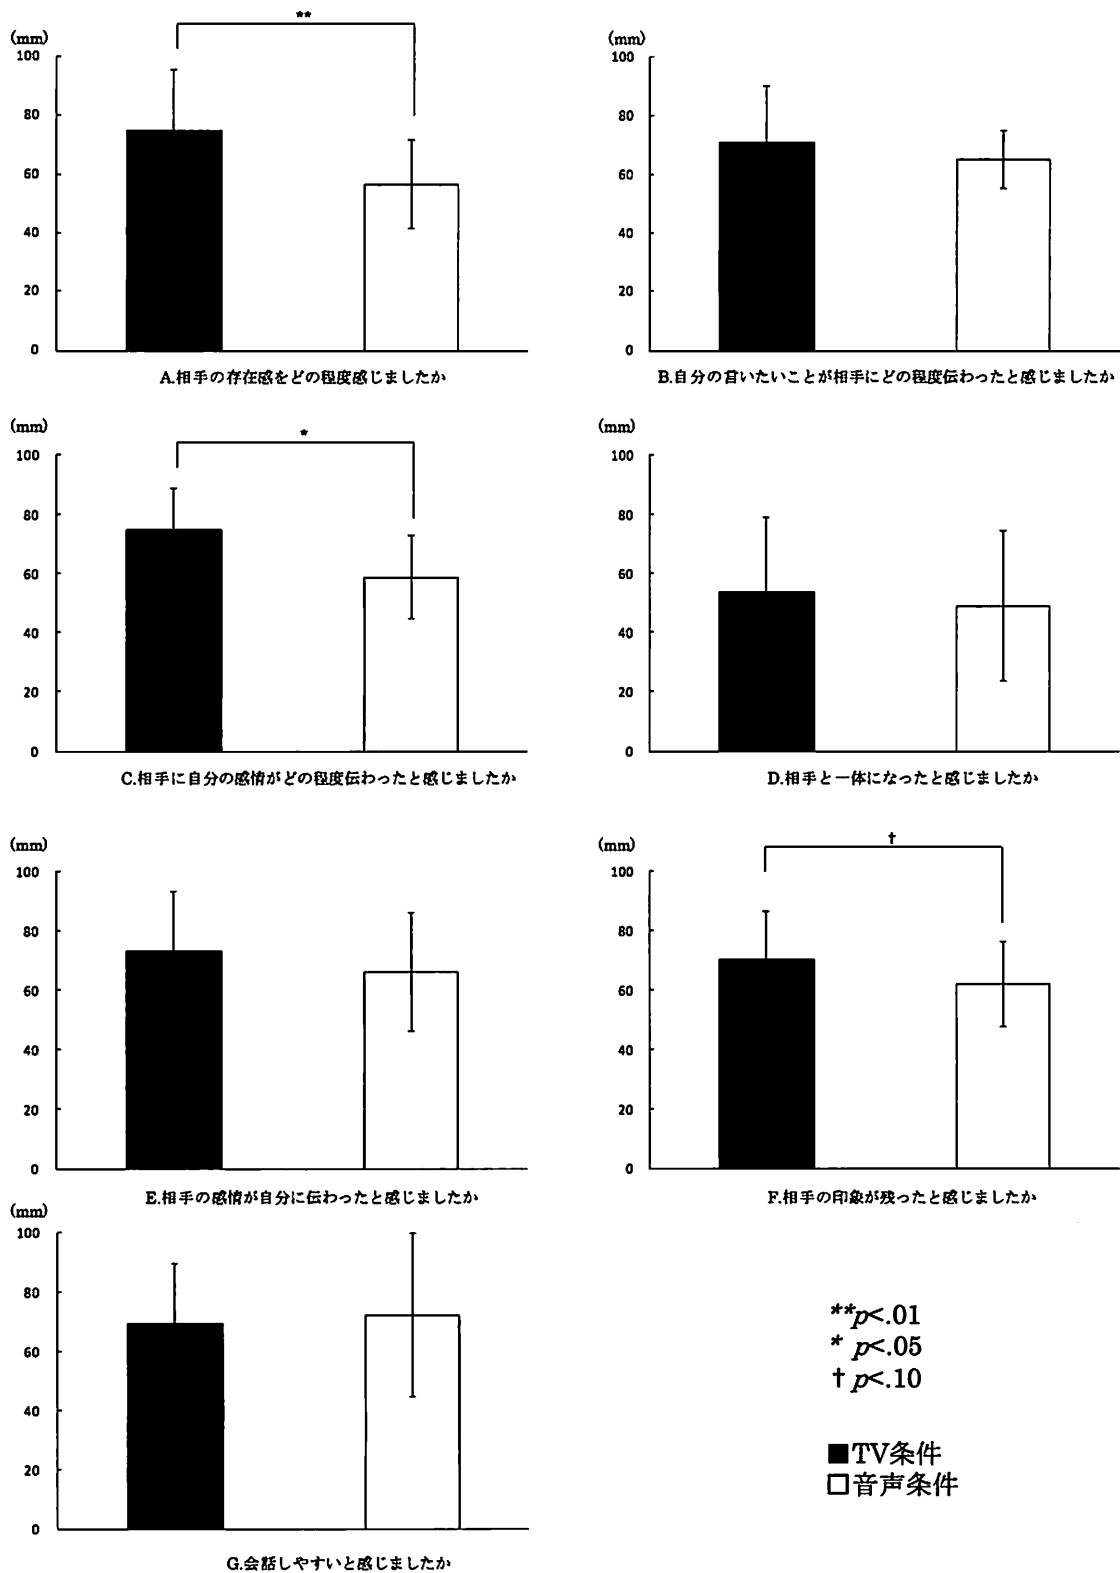 **
(mm)
100
80
60
40
20
0
A.相手の存在感をどの程度感じましたか
(mm)
100
80
60
40
20
0
B.自分の言いたいことが相手にどの程度伝わったと感じましたか
*
(mm)
100
80
60
40
20
0
C.相手に自分の感情がどの程度伝わったと感じましたか
(mm)
100
80
60
40
20
0
D.相手と一体になったと感じましたか
(mm)
100
80
60
40
20
0
E.相手の感情が自分に伝わったと感じましたか
†
(mm)
100
80
60
40
20
0
F.相手の印象が残ったと感じましたか
(mm)
100
80
60
40
20
0
G.会話しやすいと感じましたか
**p<.01
* p<.05
† p<.10
■TV条件
□音声条件